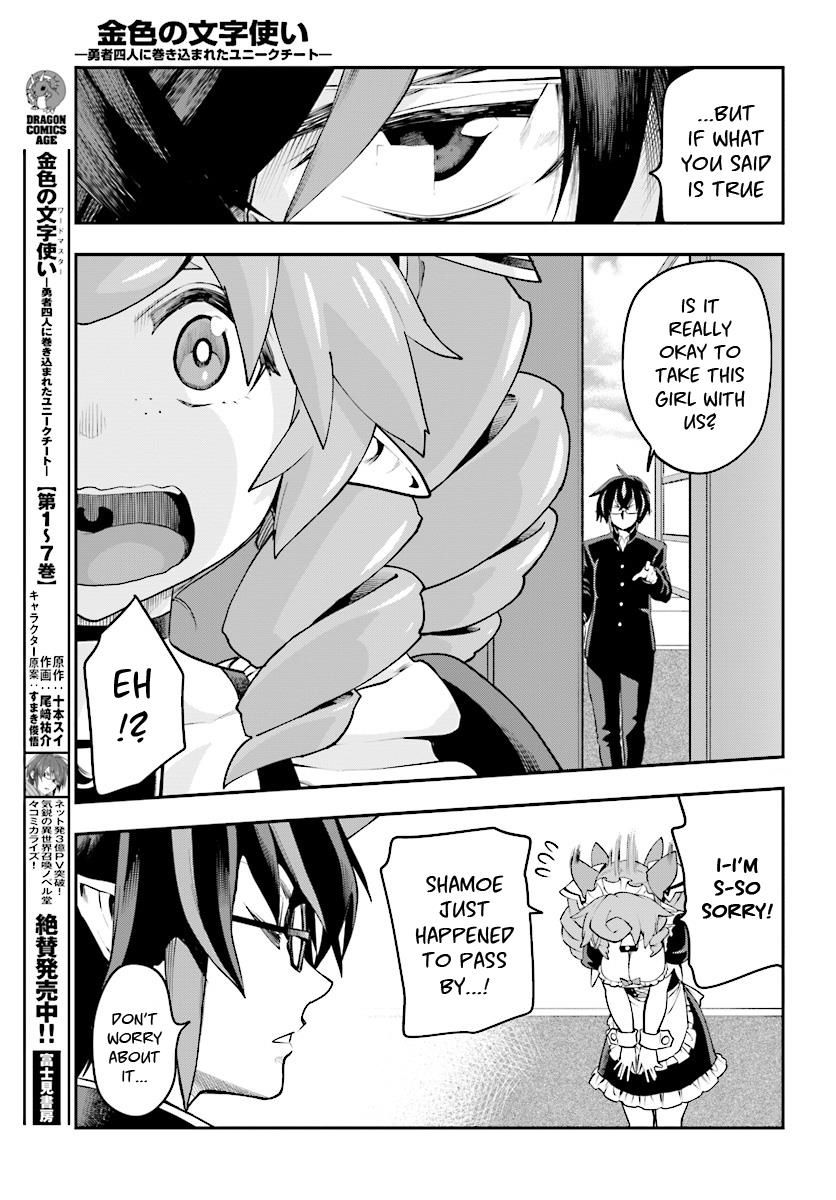 金色の文字使い
―勇者四人に巻き込まれたユニークチート―
...BUT
IF WHAT
YOU SAID
IS TRUE
IS IT
REALLY
OKAY TO
TAKE THIS
GIRL WITH
US?
EH
!?
I-I'M
S-SO
SORRY!
SHAMOE
JUST
HAPPENED
TO PASS
BY...!
DON'T
WORRY
ABOUT
IT...
DRAGON
COMICS
AGE
金色の文字使い
ワードマスター
―勇者四人に巻き込まれたユニークチート―
【第1~7巻】
原作:十本スイ
作画:尾崎祐介
キャラクター原案:すまき俊悟
ネット発3億PV突破!
気鋭の異世界召喚ノベル堂
々コミカライズ!
絶賛発売中!!
富士見書房